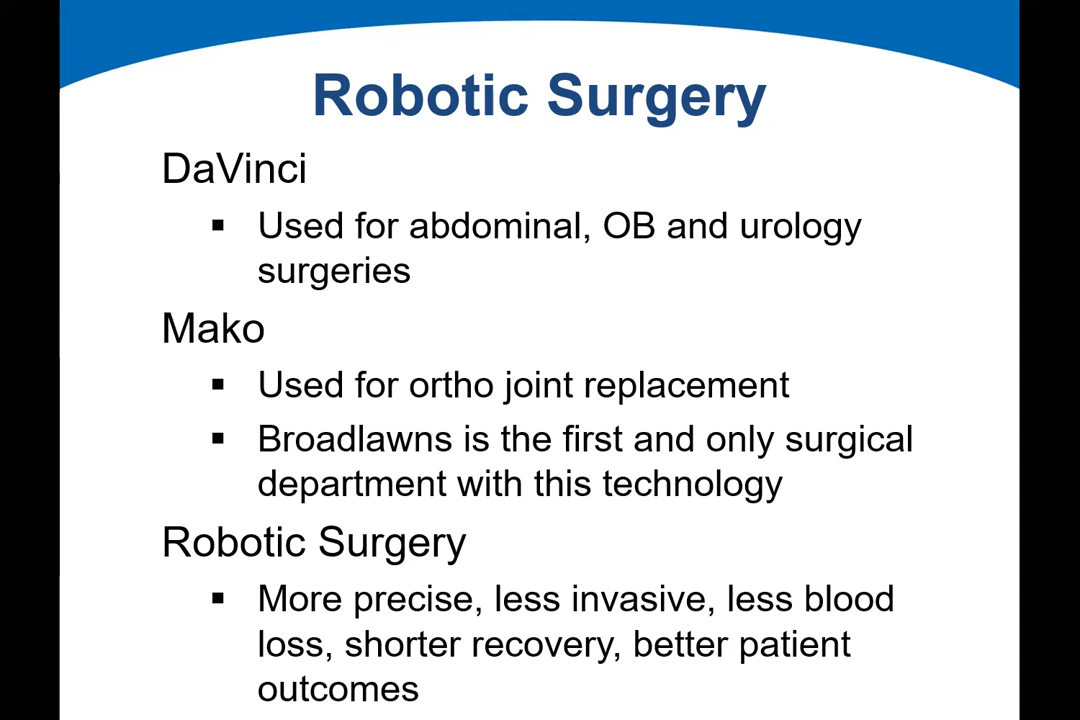 Robotic Surgery
DaVinci
▪ Used for abdominal, OB and urology
surgeries
Mako
▪ Used for ortho joint replacement
▪ Broadlawns is the first and only surgical
department with this technology
Robotic Surgery
▪ More precise, less invasive, less blood
loss, shorter recovery, better patient
outcomes